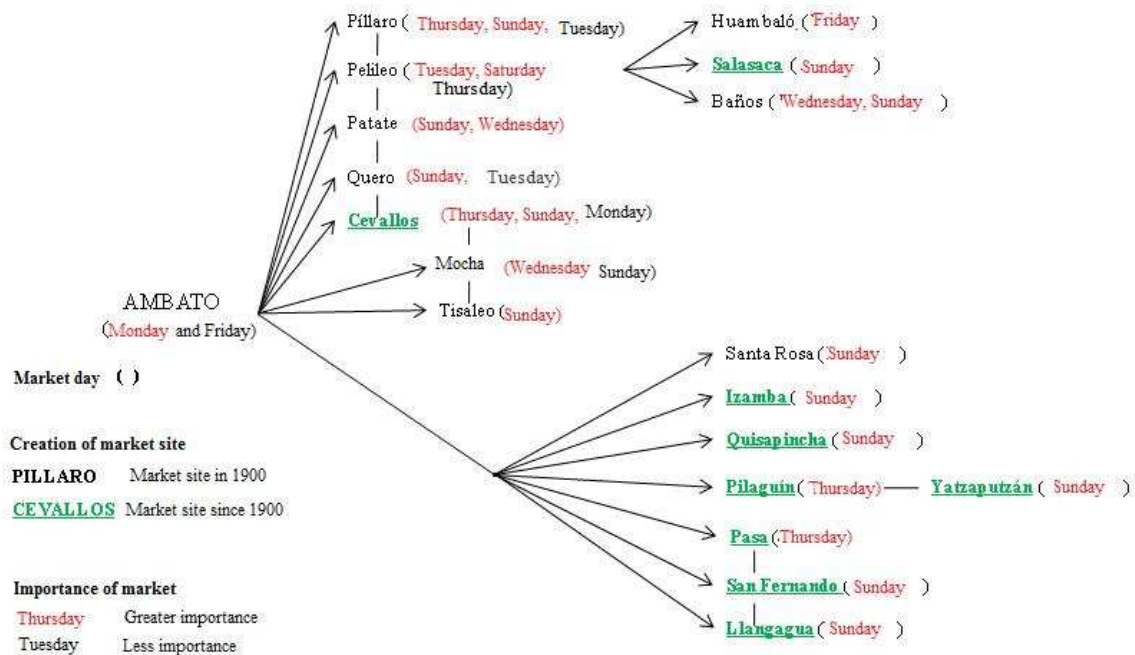 Píllaro ( Thursday, Sunday, Tuesday)
Pelileo ( Tuesday, Saturday
Thursday)
Patate (Sunday, Wednesday)
Quero (Sunday, Tuesday)
Cevallos (Thursday, Sunday, Monday)
Mocha (Wednesday Sunday)
Tisaleo (Sunday)
Huambaló (Friday )
Salasaca ( Sunday )
Baños ( Wednesday, Sunday )
AMBATO
(Monday and Friday)
Market day ( )
Creation of market site
PILLARO Market site in 1900
CEVALLOS Market site since 1900
Importance of market
Thursday Greater importance
Tuesday Less importance
Santa Rosa ( Sunday )
Izamba ( Sunday )
Quisapincha ( Sunday )
Pilaguín ( Thursday) Yatzaputzán ( Sunday )
Pasa (Thursday)
San Fernando ( Sunday )
Llangagua ( Sunday )